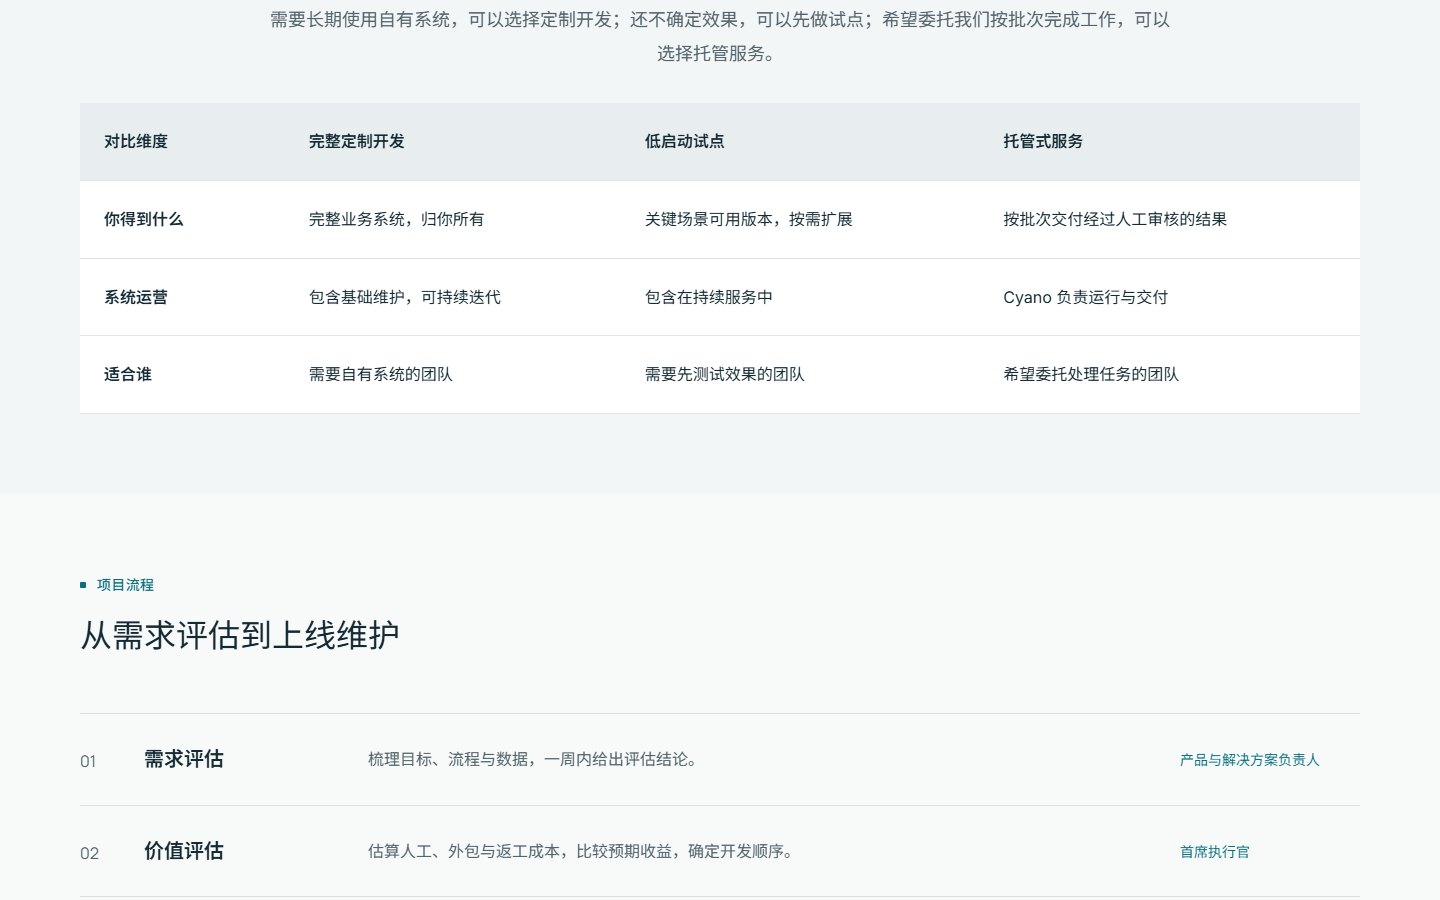 需要长期使用自有系统，可以选择定制开发；还不确定效果，可以先做试点；希望委托我们按批次完成工作，可以
选择托管服务。
对比维度 完整定制开发 低启动试点 托管式服务
你得到什么 完整业务系统，归你所有 关键场景可用版本，按需扩展 按批次交付经过人工审核的结果
系统运营 包含基础维护，可持续迭代 包含在持续服务中 Cyano 负责运行与交付
适合谁 需要自有系统的团队 需要先测试效果的团队 希望委托处理任务的团队
项目流程
从需求评估到上线维护
01 需求评估 梳理目标、流程与数据，一周内给出评估结论。 产品与解决方案负责人
02 价值评估 估算人工、外包与返工成本，比较预期收益，确定开发顺序。 首席执行官